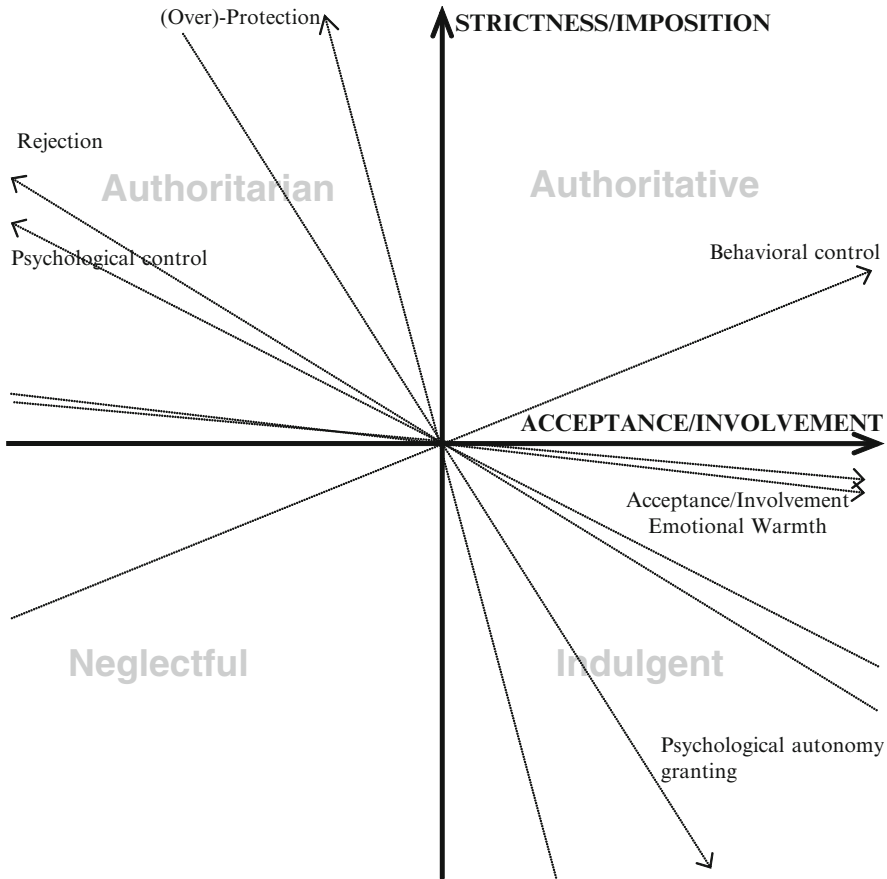 (Over)-Protection
STRICTNESS/IMPOSITION
Rejection
Authoritarian
Authoritative
Psychological control
Behavioral control
ACCEPTANCE/INVOLVEMENT
Acceptance/Involvement
Emotional Warmth
Neglectful
Indulgent
Psychological autonomy
granting